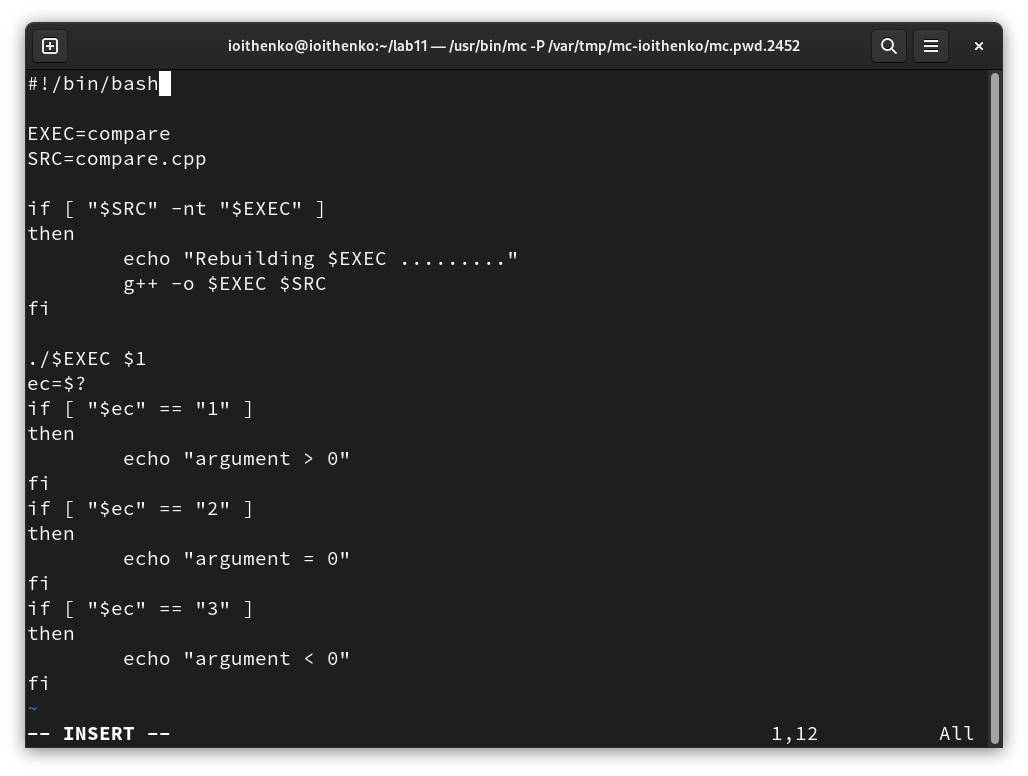 ioithenko@ioithenko:~/lab11 — /usr/bin/mc -P /var/tmp/mc-ioithenko/mc.pwd.2452
#!/bin/bash

EXEC=compare
SRC=compare.cpp

if [ "$SRC" -nt "$EXEC" ]
then
        echo "Rebuilding $EXEC ........."
        g++ -o $EXEC $SRC
fi

./$EXEC $1
ec=$?
if [ "$ec" == "1" ]
then
        echo "argument > 0"
fi
if [ "$ec" == "2" ]
then
        echo "argument = 0"
fi
if [ "$ec" == "3" ]
then
        echo "argument < 0"
fi
~
-- INSERT -- 1,12 All